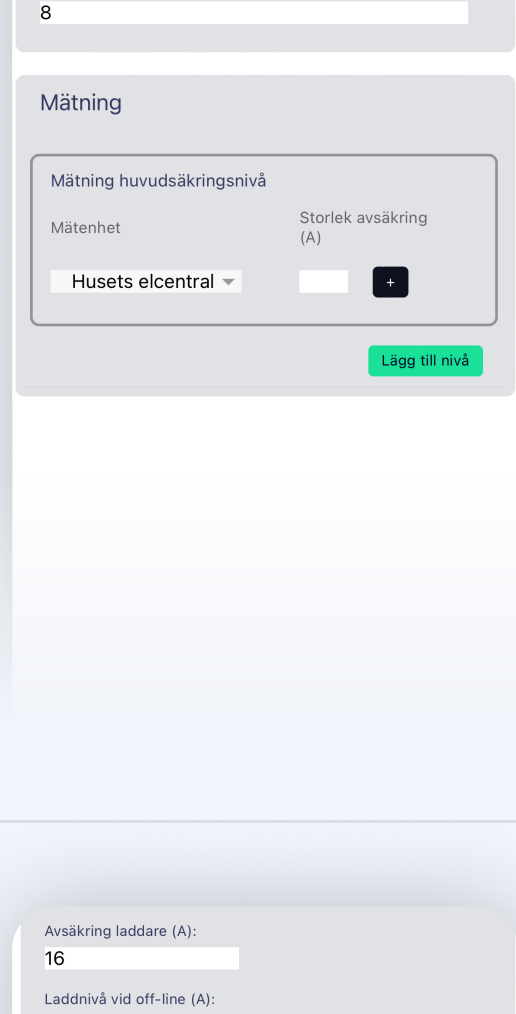 8
Mätning
Mätning huvudsäkringsnivå
Mätenhet
Storlek avsäkring
(A)
Husets elcentral
+
Lägg till nivå
Avsäkring laddare (A):
16
Laddnivå vid off-line (A):